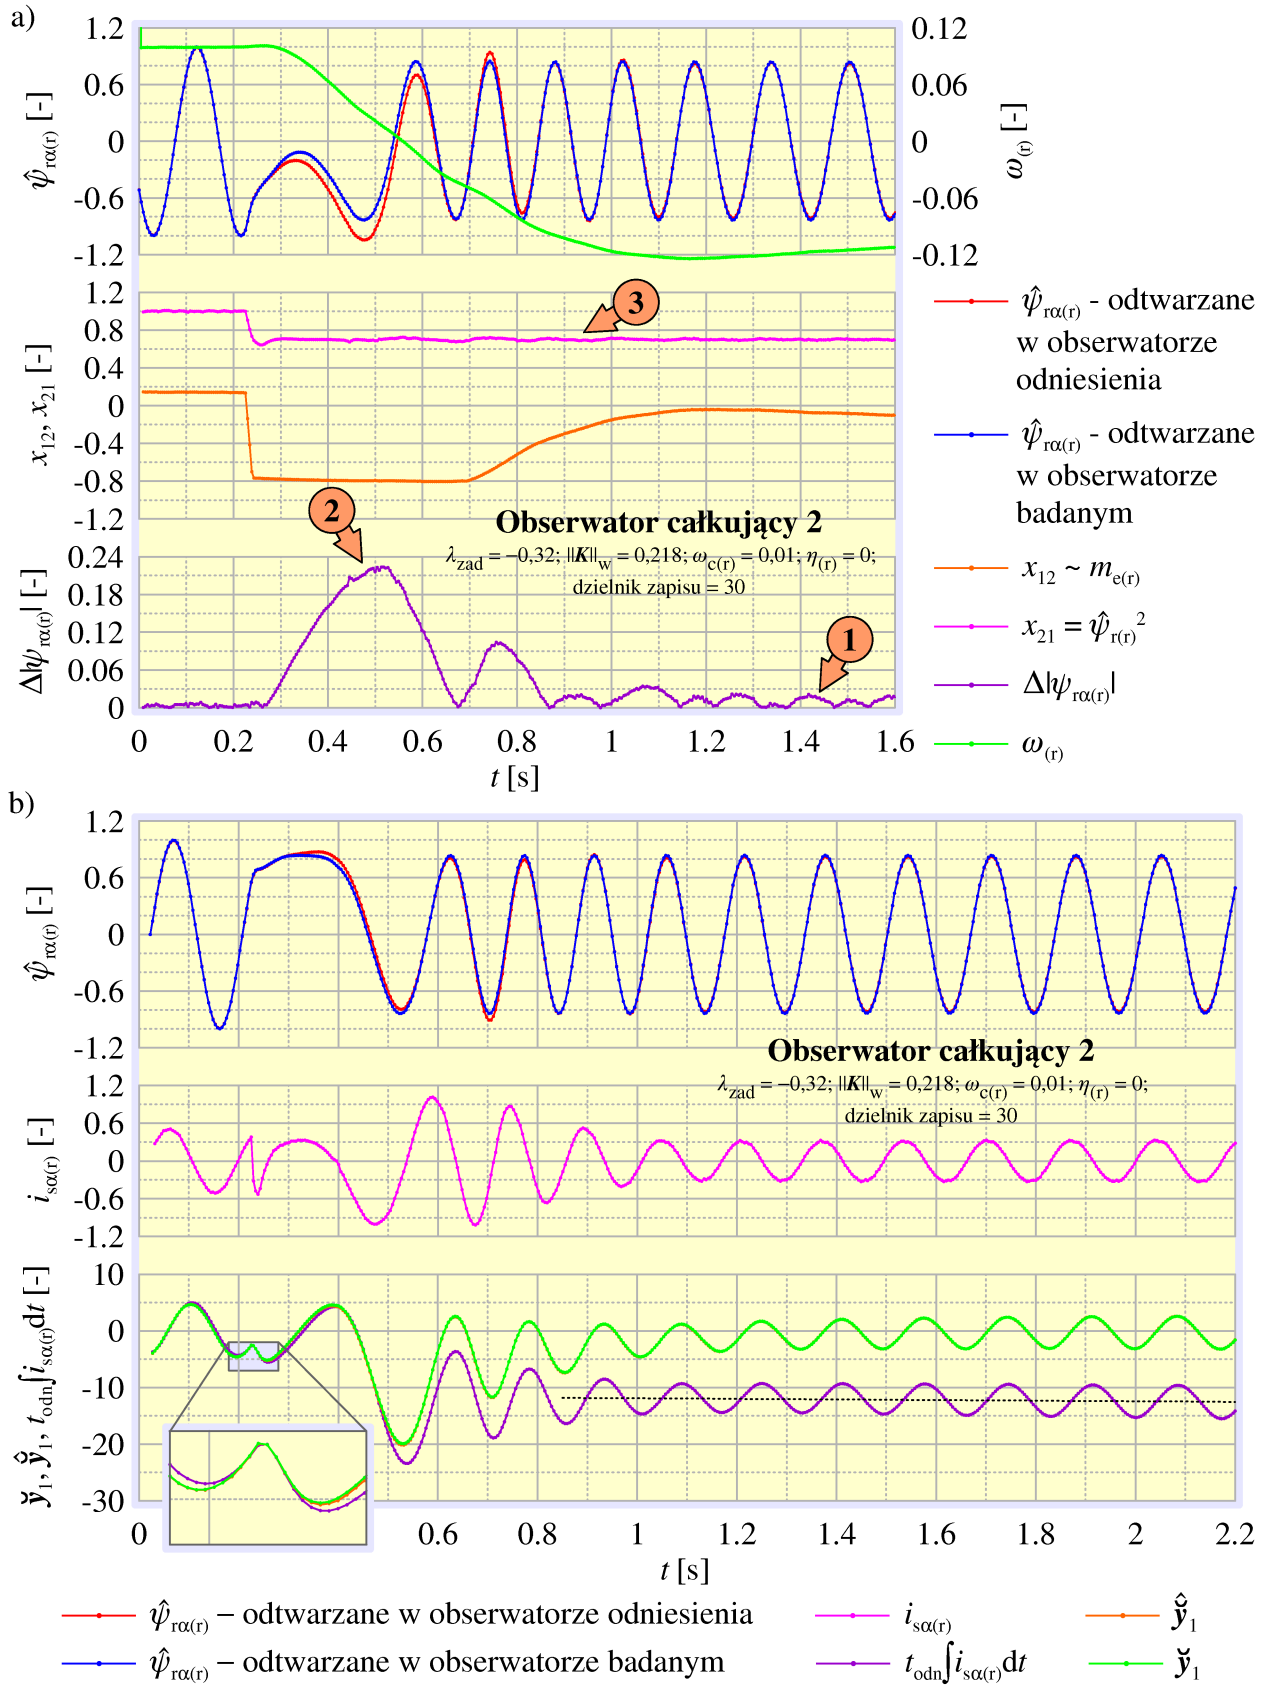 a)
1.2
0.6
0
-0.6
-1.2
ψ̂rα(r) [-]
0.12
0.06
0
-0.06
-0.12
ω(r) [-]
1.2
0.8
0.4
0
-0.4
-0.8
-1.2
x12, x21 [-]
3
2
Obserwator całkujący 2
λzad = −0,32; ||K||w = 0,218; ωc(r) = 0,01; η(r) = 0;
dzielnik zapisu = 30
0.24
0.18
0.12
0.06
0
Δ|ψrα(r)| [-]
1
0 0.2 0.4 0.6 0.8 1 1.2 1.4 1.6
t [s]
ψ̂rα(r) - odtwarzane
w obserwatorze
odniesienia
ψ̂rα(r) - odtwarzane
w obserwatorze
badanym
x12 ~ me(r)
x21 = ψ̂r(r)²
Δ|ψrα(r)|
ω(r)
b)
1.2
0.6
0
-0.6
-1.2
ψ̂rα(r) [-]
Obserwator całkujący 2
λzad = −0,32; ||K||w = 0,218; ωc(r) = 0,01; η(r) = 0;
dzielnik zapisu = 30
1.2
0.6
0
-0.6
-1.2
isα(r) [-]
10
0
-10
-20
-30
y̆1, ŷ̆1, todn∫isα(r)dt [-]
0 0.6 0.8 1 1.2 1.4 1.6 1.8 2 2.2
t [s]
ψ̂rα(r) – odtwarzane w obserwatorze odniesienia
ψ̂rα(r) – odtwarzane w obserwatorze badanym
isα(r)
todn∫isα(r)dt
ŷ̆1
y̆1